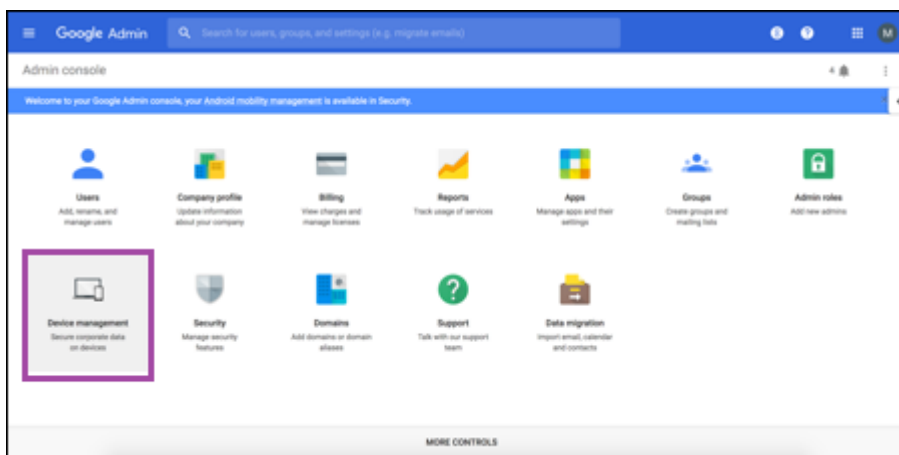 Google Admin
Search for users, groups, and settings (e.g. migrate emails)
M
Admin console
4
Welcome to your Google Admin console, your Android mobility management is available in Security.
Users
Add, rename, and
manage users
Company profile
Update information
about your company
Billing
View charges and
manage licenses
Reports
Track usage of services
Apps
Manage apps and their
settings
Groups
Create groups and
mailing lists
Admin roles
Add new admins
Device management
Secure corporate data
on devices
Security
Manage security
features
Domains
Add domains or domain
aliases
Support
Talk with our support
team
Data migration
Import email, calendar
and contacts
MORE CONTROLS